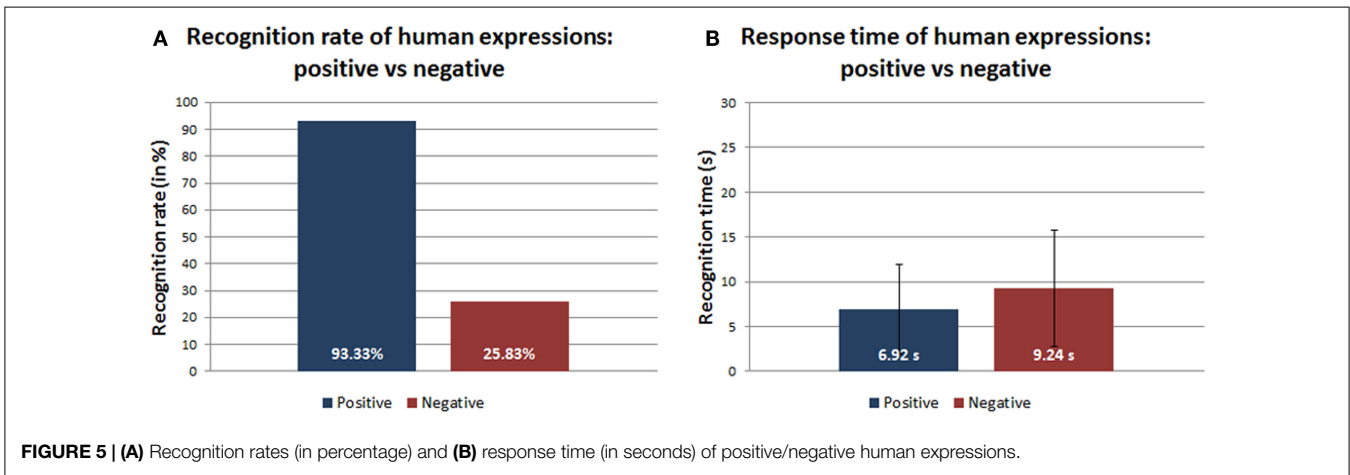 A Recognition rate of human expressions:
positive vs negative
Recognition rate (in %)
100
90
80
70
60
50
40
30
20
10
0
93.33%
25.83%
Positive Negative
B Response time of human expressions:
positive vs negative
Recognition time (s)
30
25
20
15
10
5
0
6.92 s
9.24 s
Positive Negative
FIGURE 5 | (A) Recognition rates (in percentage) and (B) response time (in seconds) of positive/negative human expressions.